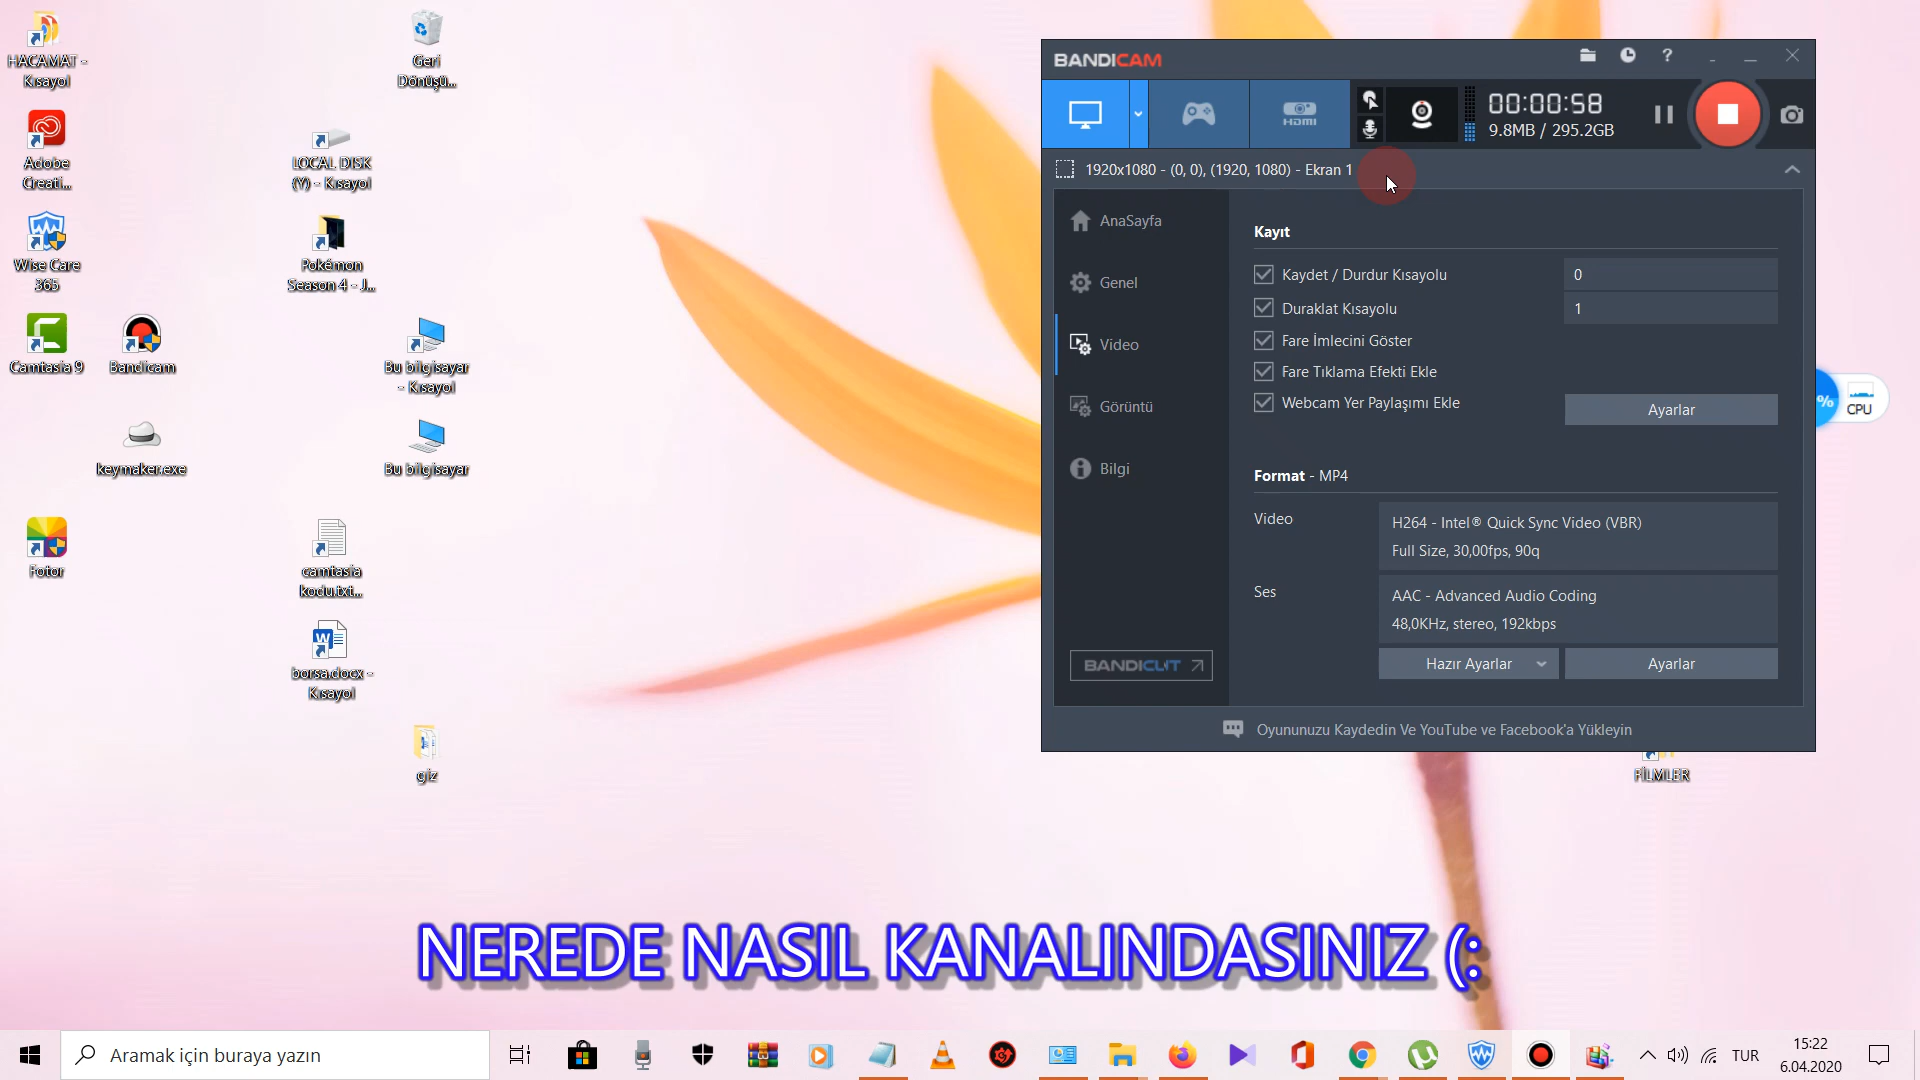 HACAMAT -
Kısayol
Geri
Dönüşü...
Adobe
Creati...
LOCAL DISK
(Y) - Kısayol
Wise Care
365
Pokémon
Season 4 - J...
Camtasia 9
Bandicam
Bu bilgisayar
- Kısayol
keymaker.exe
Bu bilgisayar
Fotor
camtasia
kodu.txt...
borsa.docx -
Kısayol
giz
BANDICAM
?
HDMI
00:00:58
9.8MB / 295.2GB
1920x1080 - (0, 0), (1920, 1080) - Ekran 1
AnaSayfa
Genel
Video
Görüntü
Bilgi
BANDICUT
Kayıt
Kaydet / Durdur Kısayolu
0
Duraklat Kısayolu
1
Fare İmlecini Göster
Fare Tıklama Efekti Ekle
Webcam Yer Paylaşımı Ekle
Ayarlar
Format - MP4
Video
H264 - Intel® Quick Sync Video (VBR)
Full Size, 30,00fps, 90q
Ses
AAC - Advanced Audio Coding
48,0KHz, stereo, 192kbps
Hazır Ayarlar
Ayarlar
Oyununuzu Kaydedin Ve YouTube ve Facebook'a Yükleyin
%
CPU
FİLMLER
NEREDE NASIL KANALINDASINIZ (:
Aramak için buraya yazın
TUR
15:22
6.04.2020